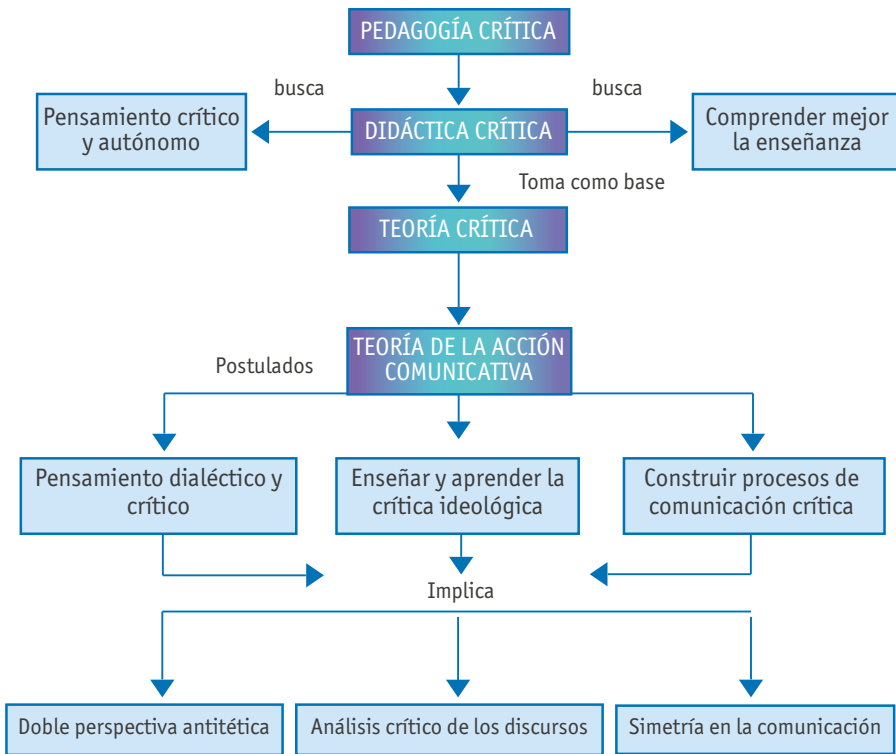 PEDAGOGÍA CRÍTICA
busca
busca
Pensamiento crítico
y autónomo
DIDÁCTICA CRÍTICA
Comprender mejor
la enseñanza
Toma como base
TEORÍA CRÍTICA
TEORÍA DE LA ACCIÓN
COMUNICATIVA
Postulados
Pensamiento dialéctico y
crítico
Enseñar y aprender la
crítica ideológica
Construir procesos de
comunicación crítica
Implica
Doble perspectiva antitética
Análisis crítico de los discursos
Simetría en la comunicación